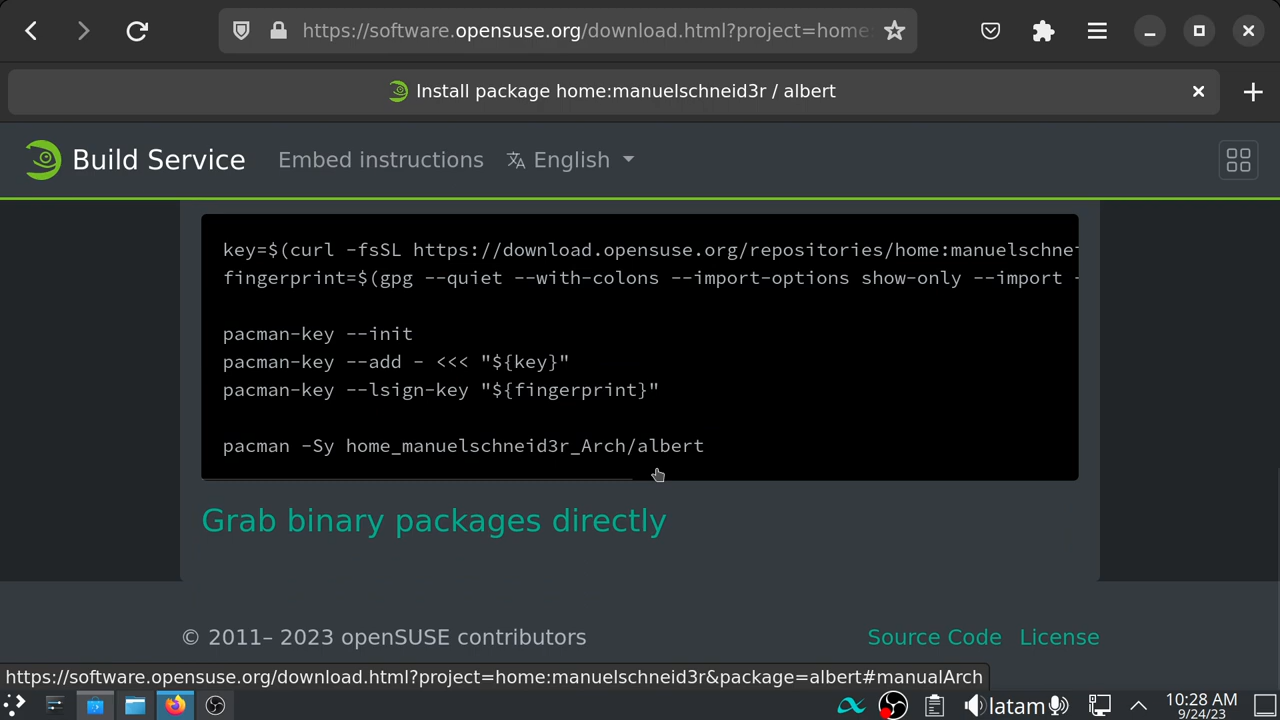 https://software.opensuse.org/download.html?project=home:
Install package home:manuelschneid3r / albert
Build Service
Embed instructions
English
key=$(curl -fsSL https://download.opensuse.org/repositories/home:manuelschnei
fingerprint=$(gpg --quiet --with-colons --import-options show-only --import -
pacman-key --init
pacman-key --add - <<< "${key}"
pacman-key --lsign-key "${fingerprint}"
pacman -Sy home_manuelschneid3r_Arch/albert
Grab binary packages directly
© 2011– 2023 openSUSE contributors
Source Code
License
https://software.opensuse.org/download.html?project=home:manuelschneid3r&package=albert#manualArch
latam
10:28 AM
9/24/23